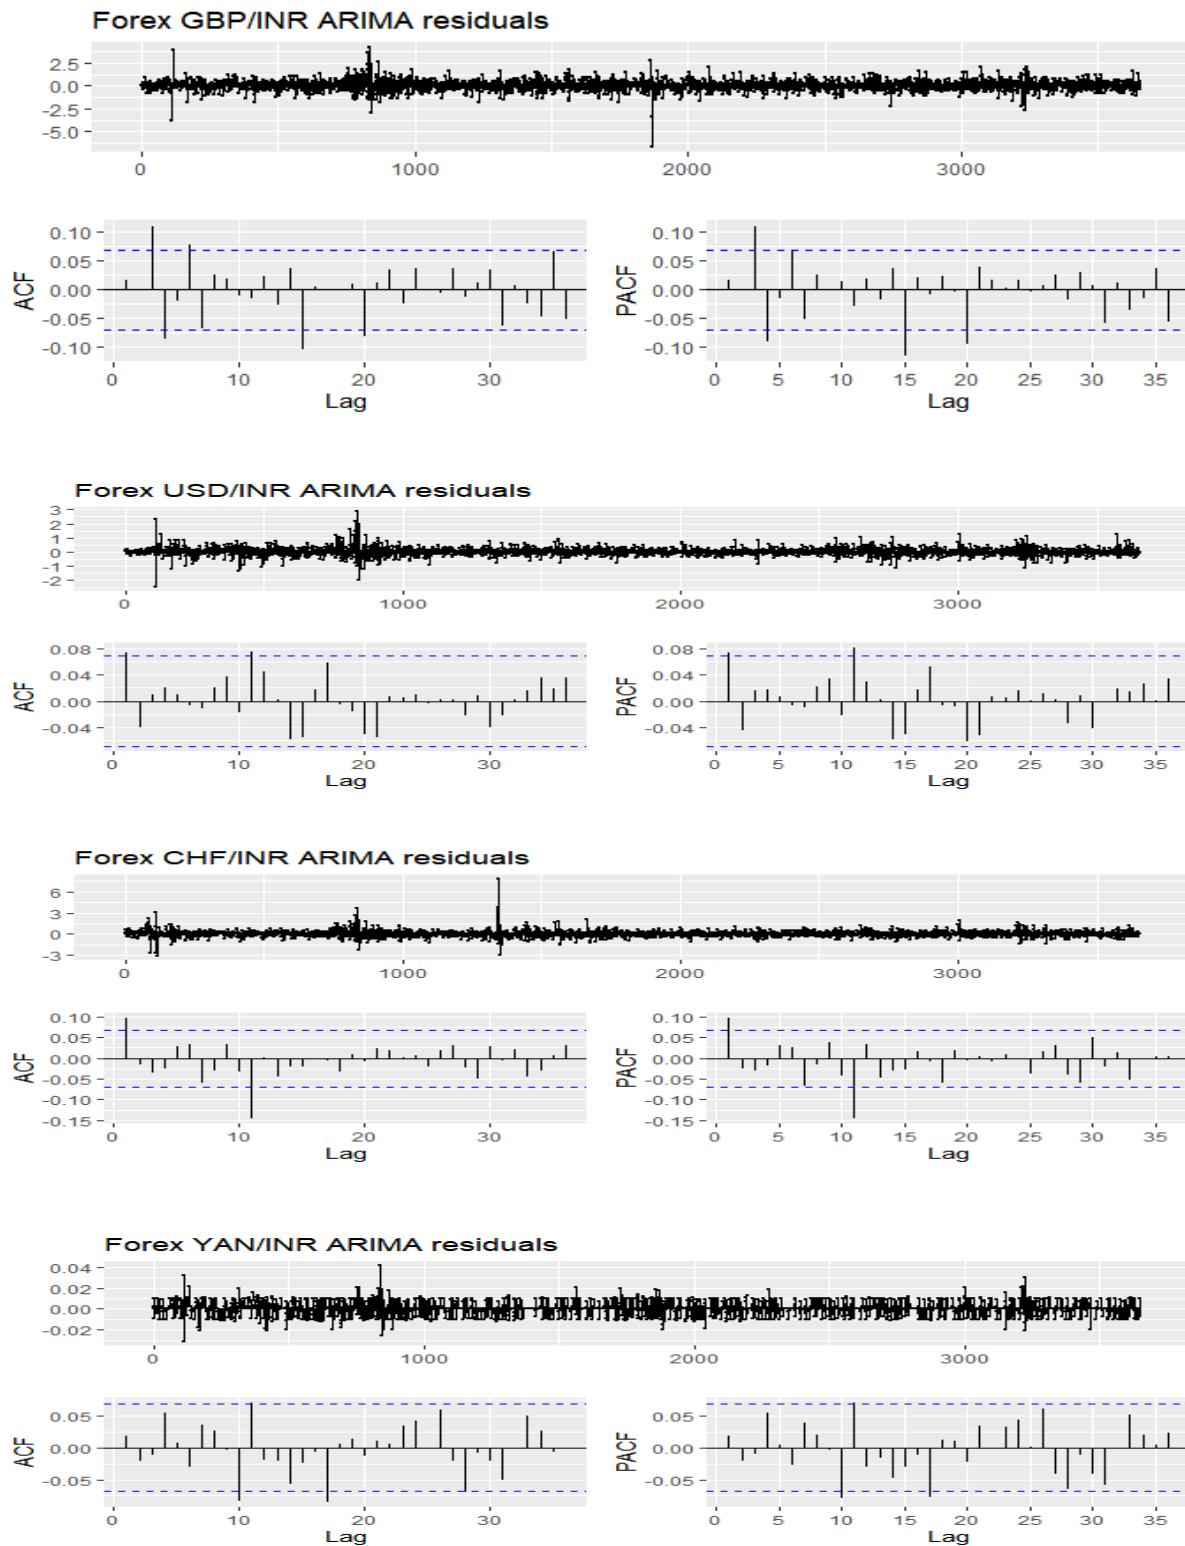 Forex GBP/INR ARIMA residuals
2.5
0.0
-2.5
-5.0
0 1000 2000 3000
ACF
0.10
0.05
0.00
-0.05
-0.10
0 10 20 30
Lag
PACF
0.10
0.05
0.00
-0.05
-0.10
0 5 10 15 20 25 30 35
Lag
Forex USD/INR ARIMA residuals
3
2
1
0
-1
-2
0 1000 2000 3000
ACF
0.08
0.04
0.00
-0.04
0 10 20 30
Lag
PACF
0.08
0.04
0.00
-0.04
0 5 10 15 20 25 30 35
Lag
Forex CHF/INR ARIMA residuals
6
3
0
-3
0 1000 2000 3000
ACF
0.10
0.05
0.00
-0.05
-0.10
-0.15
0 10 20 30
Lag
PACF
0.10
0.05
0.00
-0.05
-0.10
-0.15
0 5 10 15 20 25 30 35
Lag
Forex YAN/INR ARIMA residuals
0.04
0.02
0.00
-0.02
0 1000 2000 3000
ACF
0.05
0.00
-0.05
0 10 20 30
Lag
PACF
0.05
0.00
-0.05
0 5 10 15 20 25 30 35
Lag